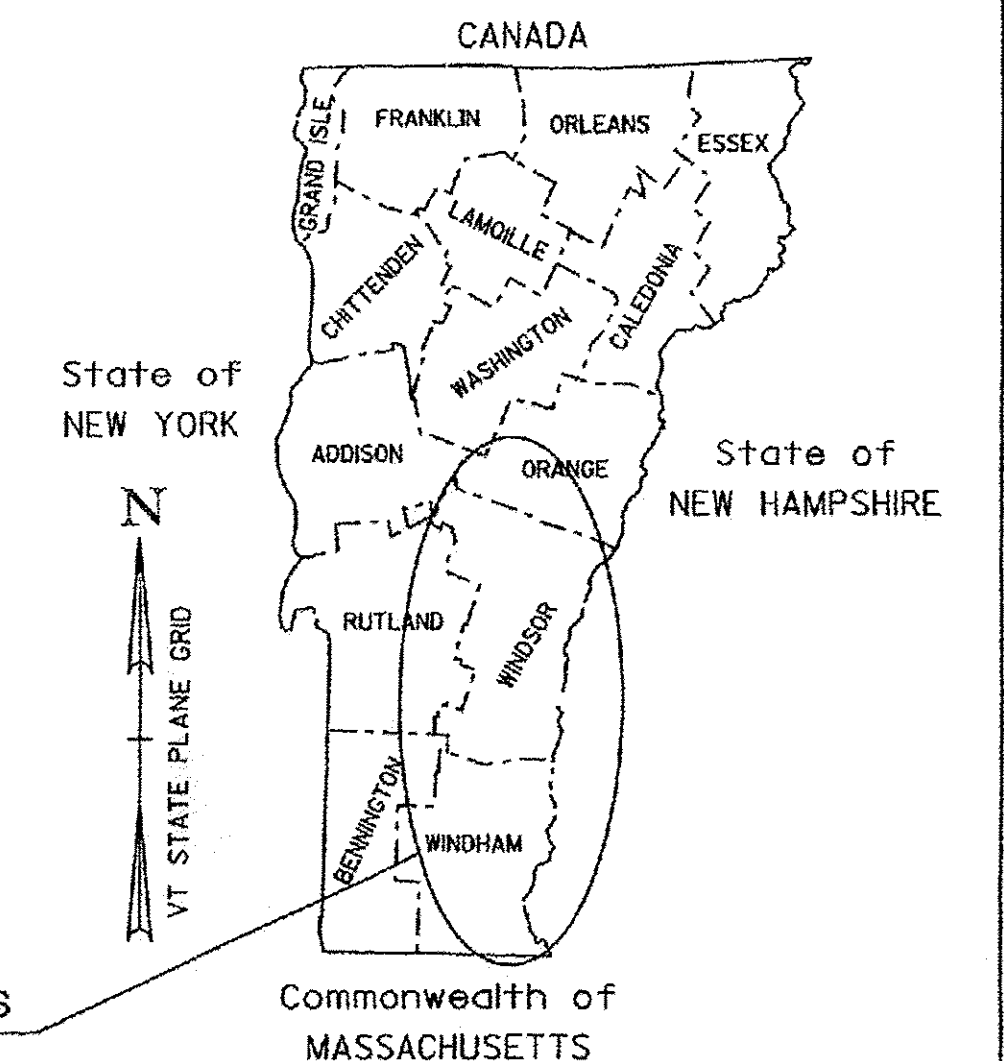 CANADA
GRAND ISLE
FRANKLIN
ORLEANS
ESSEX
LAMOILLE
CHITTENDEN
CALEDONIA
WASHINGTON
State of
NEW YORK
ADDISON
ORANGE
State of
NEW HAMPSHIRE
N
VT STATE PLANE GRID
RUTLAND
WINDSOR
BENNINGTON
WINDHAM
S
Commonwealth of
MASSACHUSETTS